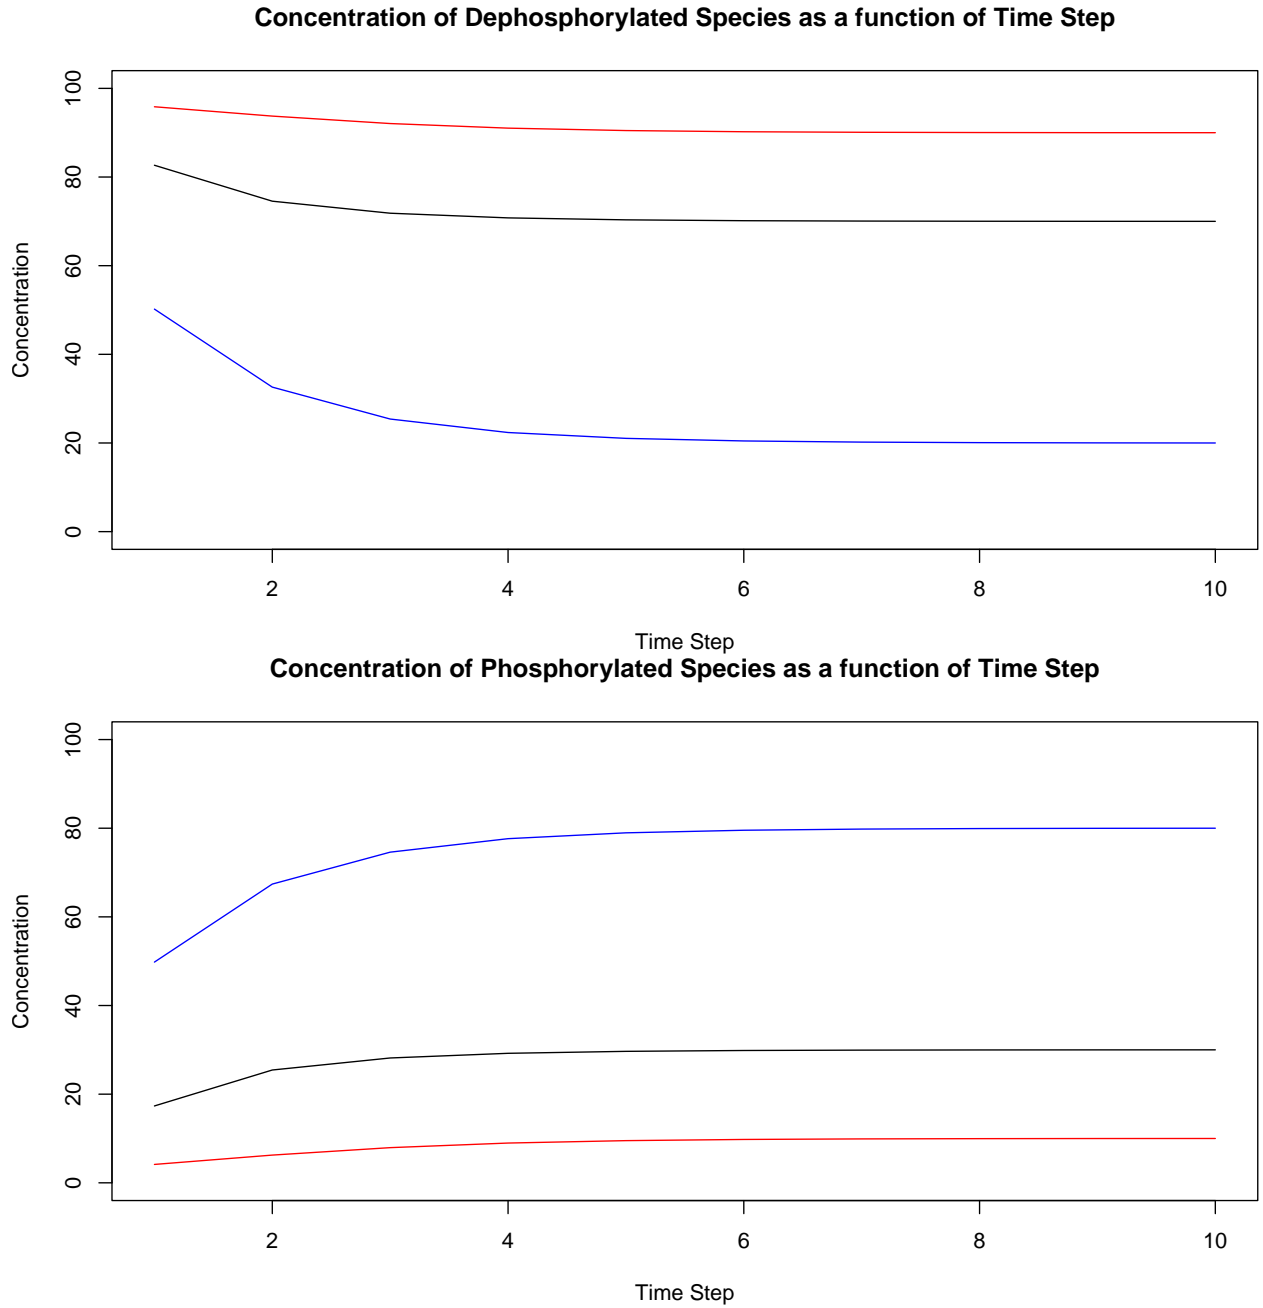 Concentration of Dephosphorylated Species as a function of Time Step
Concentration
100
80
60
40
20
0
2 4 6 8 10
Time Step
Concentration of Phosphorylated Species as a function of Time Step
Concentration
100
80
60
40
20
0
2 4 6 8 10
Time Step